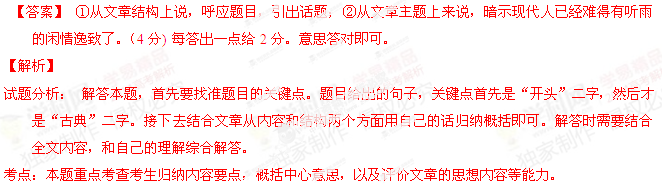 【答案】 ①从文章结构上说，呼应题目，引出话题，②从文章主题上来说，暗示现代人已经难得有听雨
的闲情逸致了。（4 分) 每答出一点给 2 分。意思答对即可。
【解析】
试题分析： 解答本题，首先要找准题目的关键点。题目给出的句子，关键点首先是“开头”二字，然后才
是“古典”二字。接下去结合文章从内容和结构两个方面用自己的话归纳概括即可。解答时需要结合
全文内容，和自己的理解综合解答。
考点：本题重点考查考生归纳内容要点，概括中心意思，以及评价文章的思想内容等能力。